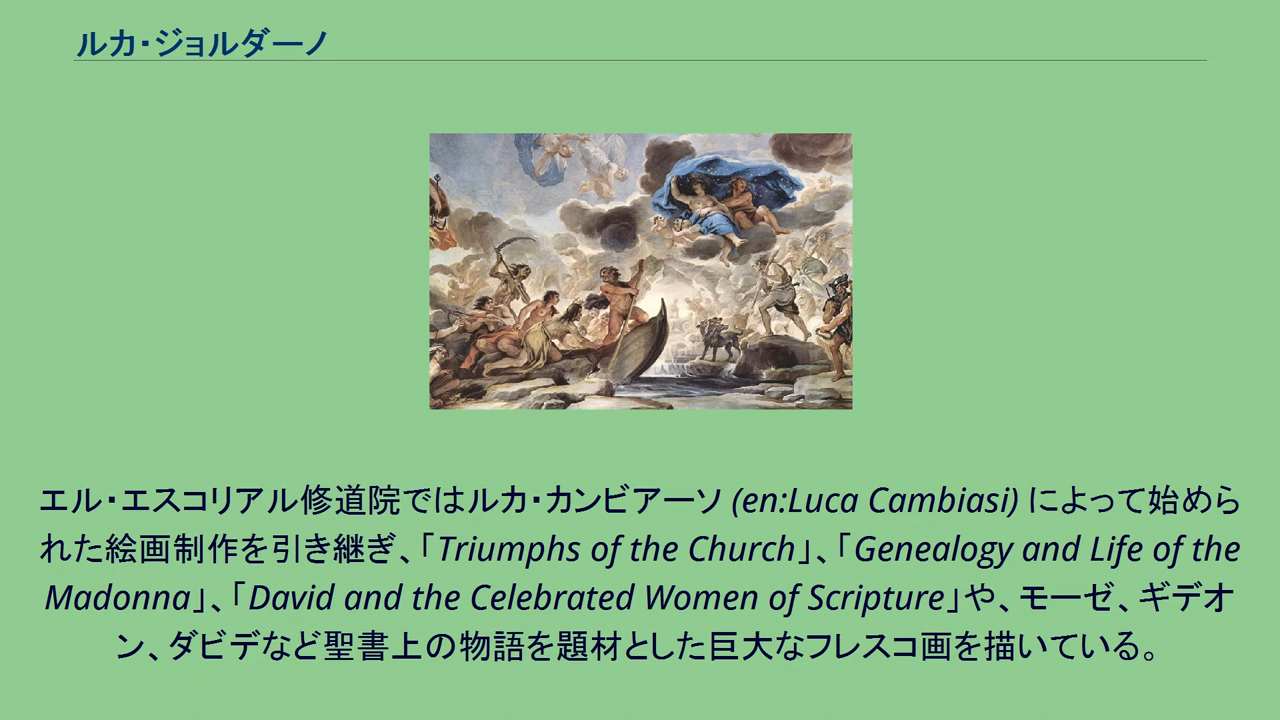 ルカ・ジョルダーノ
エル・エスコリアル修道院ではルカ・カンビアーソ (en:Luca Cambiasi) によって始めら
れた絵画制作を引き継ぎ、「Triumphs of the Church」、「Genealogy and Life of the
Madonna」、「David and the Celebrated Women of Scripture」や、モーゼ、ギデオ
ン、ダビデなど聖書上の物語を題材とした巨大なフレスコ画を描いている。